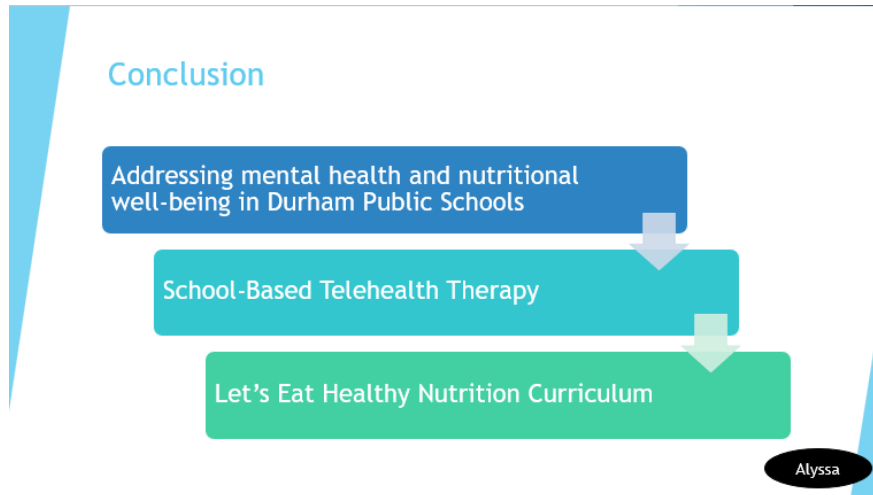 Conclusion
Addressing mental health and nutritional
well-being in Durham Public Schools
School-Based Telehealth Therapy
Let's Eat Healthy Nutrition Curriculum
Alyssa